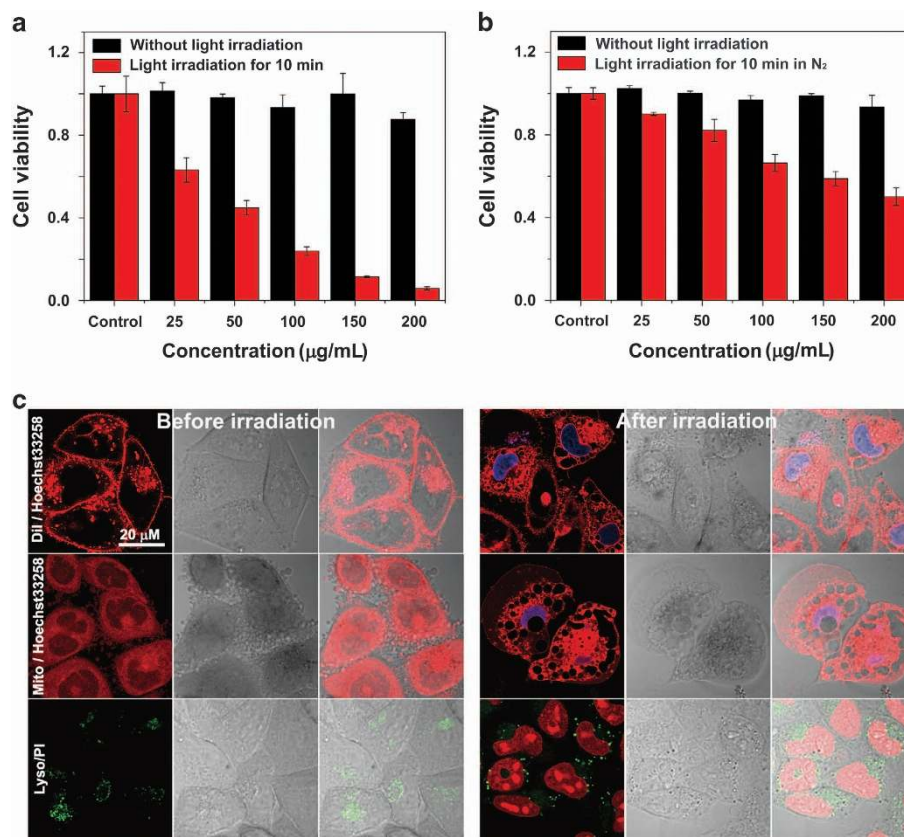 a
1.2
0.8
0.4
0.0
Cell viability
Without light irradiation
Light irradiation for 10 min
Control 25 50 100 150 200
Concentration (μg/mL)
b
1.2
0.8
0.4
0.0
Cell viability
Without light irradiation
Light irradiation for 10 min in N₂
Control 25 50 100 150 200
Concentration (μg/mL)
c
Before irradiation
After irradiation
DiI / Hoechst33258
20 μM
Mito / Hoechst33258
Lyso/PI